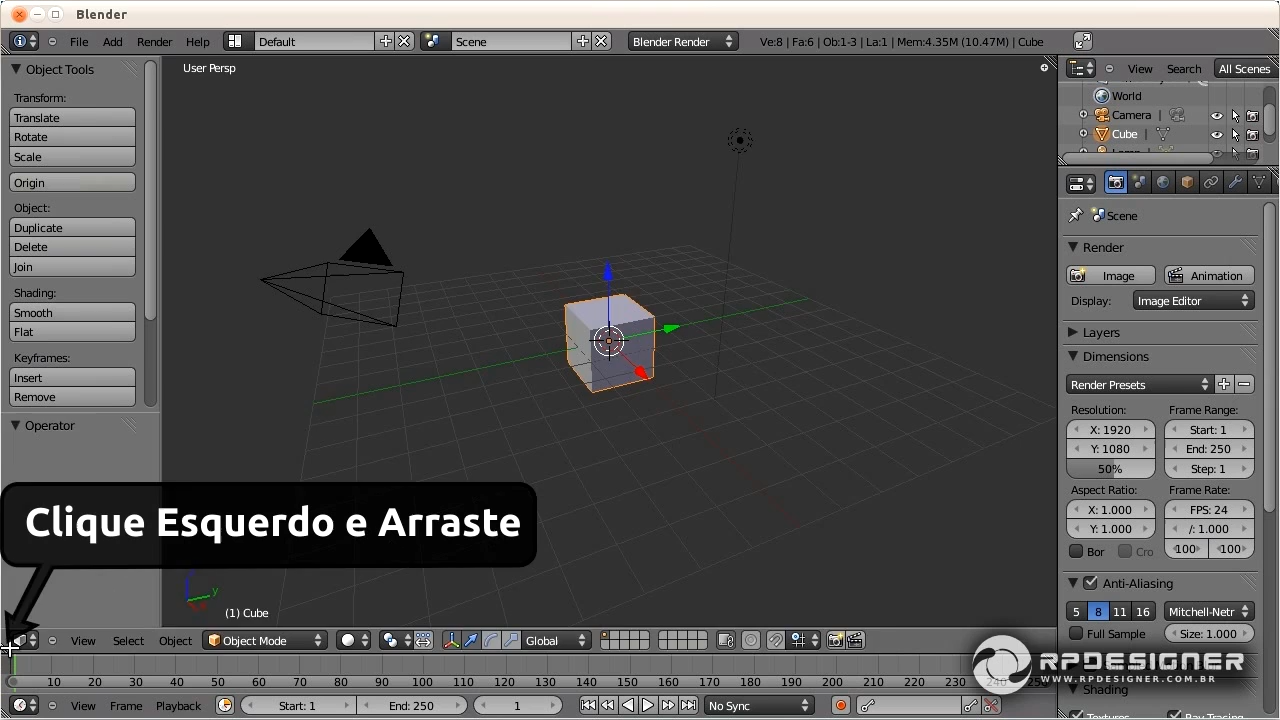 Blender
File Add Render Help Default Scene Blender Render Ve:8 | Fa:6 | Ob:1-3 | La:1 | Mem:4.35M (10.47M) | Cube
Object Tools
Transform:
Translate
Rotate
Scale
Origin
Object:
Duplicate
Delete
Join
Shading:
Smooth
Flat
Keyframes:
Insert
Remove
Operator
User Persp
Clique Esquerdo e Arraste
y
(1) Cube
View Search All Scenes
World
Camera
Cube
Scene
Render
Image Animation
Display: Image Editor
Layers
Dimensions
Render Presets
Resolution: Frame Range:
X: 1920 Start: 1
Y: 1080 End: 250
50% Step: 1
Aspect Ratio: Frame Rate:
X: 1.000 FPS: 24
Y: 1.000 /: 1.000
Bor Cro 100 100
Anti-Aliasing
5 8 11 16 Mitchell-Netr
Full Sample Size: 1.000
Shading
View Select Object Object Mode Global
10 20 30 40 50 60 70 80 90 100 110 120 130 140 150 160 170 180 190 200 210 220 230
RPDESIGNER
WWW.RPDESIGNER.COM.BR
View Frame Playback Start: 1 End: 250 1 No Sync